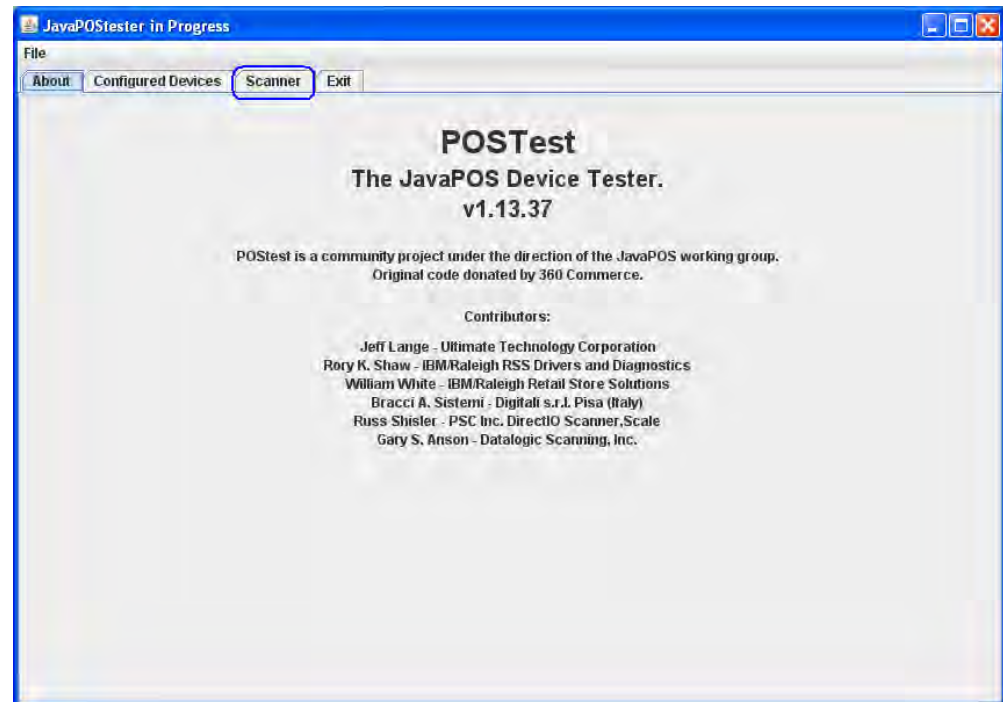 JavaPOStester in Progress
File
About Configured Devices Scanner Exit
POSTest
The JavaPOS Device Tester.
v1.13.37
POStest is a community project under the direction of the JavaPOS working group.
Original code donated by 360 Commerce.
Contributors:
Jeff Lange - Ultimate Technology Corporation
Rory K. Shaw - IBM/Raleigh RSS Drivers and Diagnostics
William White - IBM/Raleigh Retail Store Solutions
Bracci A. Sistemi - Digitali s.r.l. Pisa (Italy)
Russ Shisler - PSC Inc. DirectIO Scanner,Scale
Gary S. Anson - Datalogic Scanning, Inc.